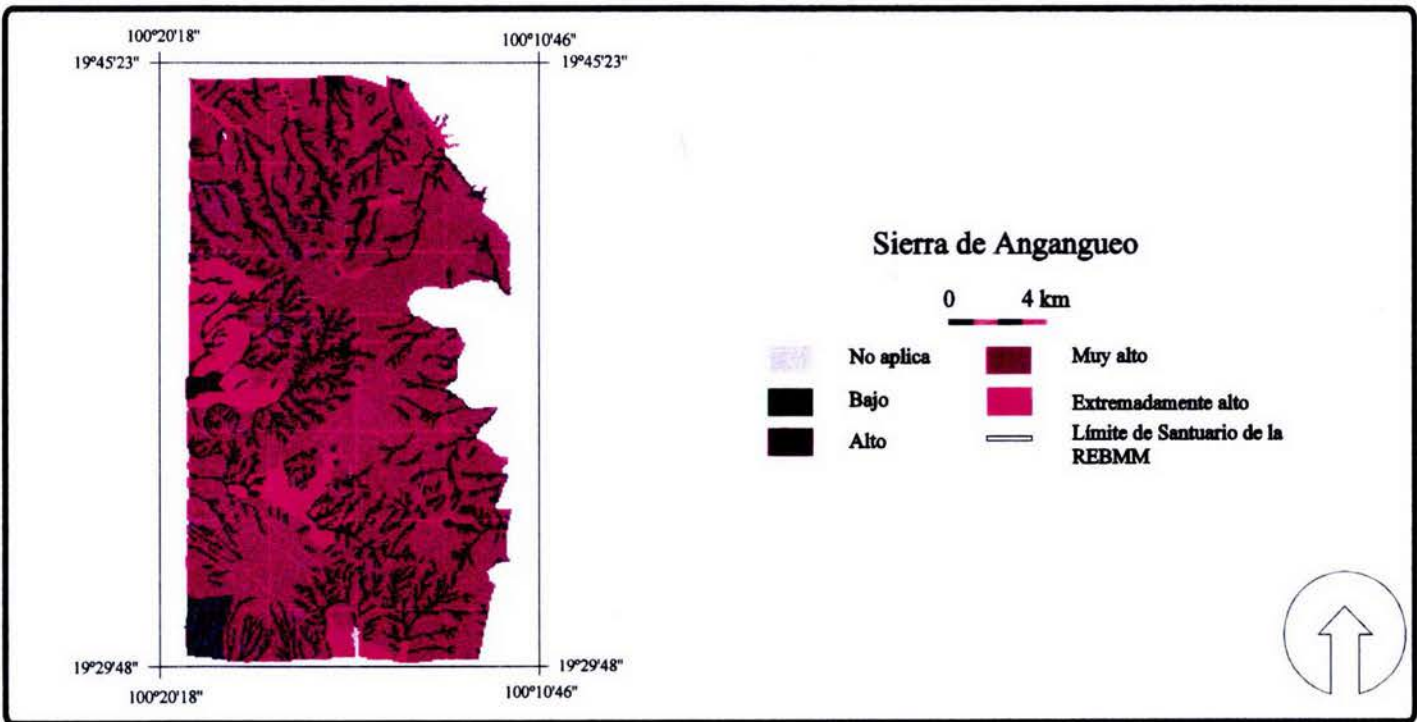 100°20'18"
100°10'46"
19°45'23"
19°45'23"
Sierra de Angangueo
0 4 km
No aplica
Muy alto
Bajo
Extremadamente alto
Alto
Límite de Santuario de la
REBMM
19°29'48"
19°29'48"
100°20'18"
100°10'46"